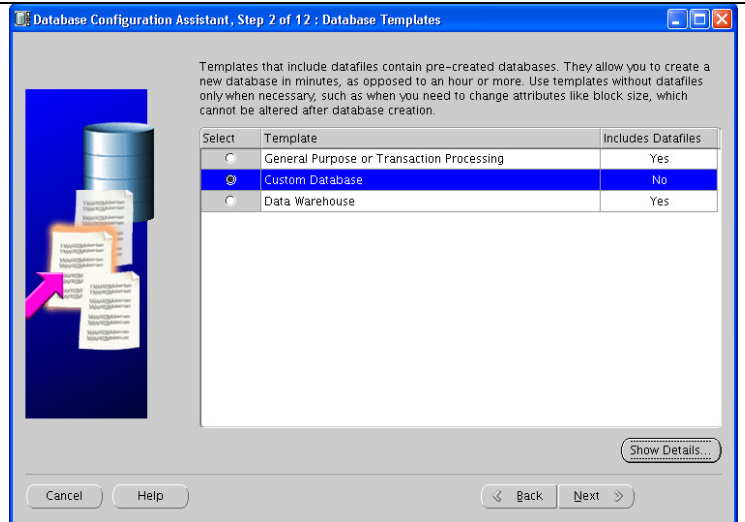 Database Configuration Assistant, Step 2 of 12 : Database Templates
Templates that include datafiles contain pre-created databases. They allow you to create a
new database in minutes, as opposed to an hour or more. Use templates without datafiles
only when necessary, such as when you need to change attributes like block size, which
cannot be altered after database creation.
Select Template Includes Datafiles
General Purpose or Transaction Processing Yes
Custom Database No
Data Warehouse Yes
Show Details...
Cancel Help Back Next